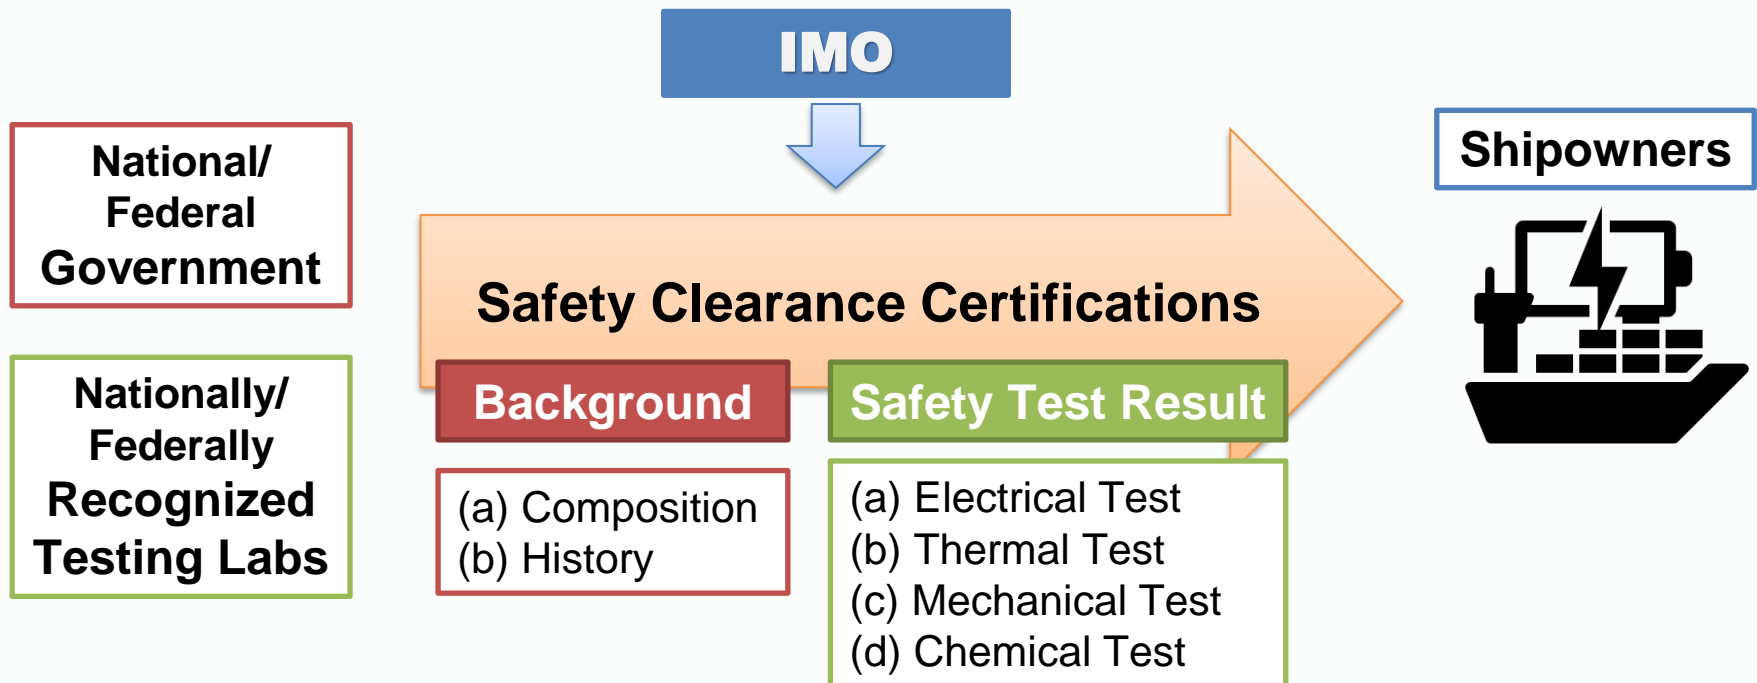 IMO
National/
Federal
Government
Nationally/
Federally
Recognized
Testing Labs
Safety Clearance Certifications
Background
(a) Composition
(b) History
Safety Test Result
(a) Electrical Test
(b) Thermal Test
(c) Mechanical Test
(d) Chemical Test
Shipowners